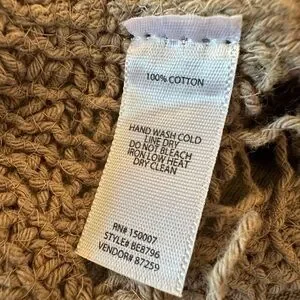 100% COTTON
HAND WASH COLD
LINE DRY
DO NOT BLEACH
IRON LOW HEAT
DRY CLEAN
RN# 150007
STYLE# BE8796
VENDOR# 87259